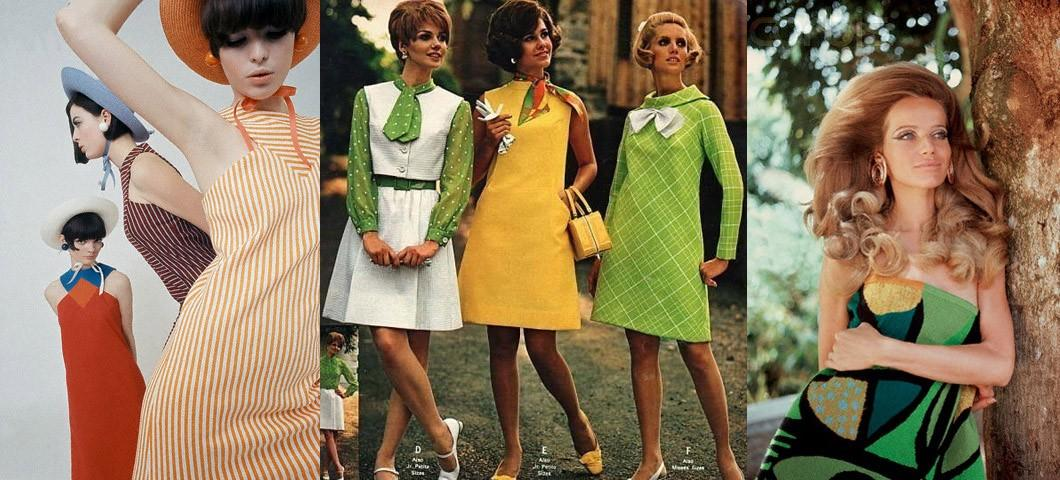 D
Also
Jr. Petite
Sizes
E
Also
Jr. Petite
Sizes
F
Also
Misses Sizes